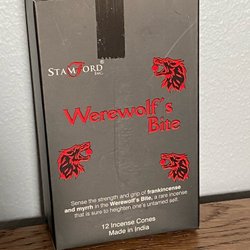 STAMFORD
INC.
Werewolf's
Bite
Sense the strength and grip of frankincense
and myrrh in the Werewolf's Bite, a rare incense
that is sure to heighten one's untamed self.
12 Incense Cones
Made in India